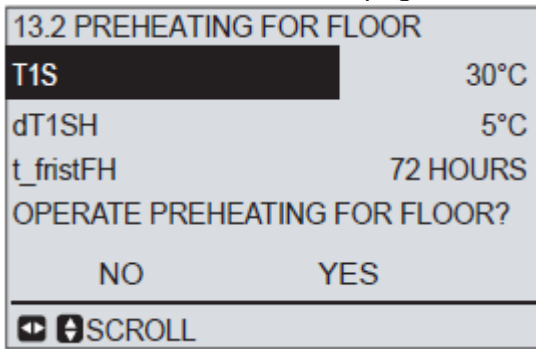 13.2 PREHEATING FOR FLOOR
T1S 30°C
dT1SH 5°C
t_fristFH 72 HOURS
OPERATE PREHEATING FOR FLOOR?
NO YES
SCROLL